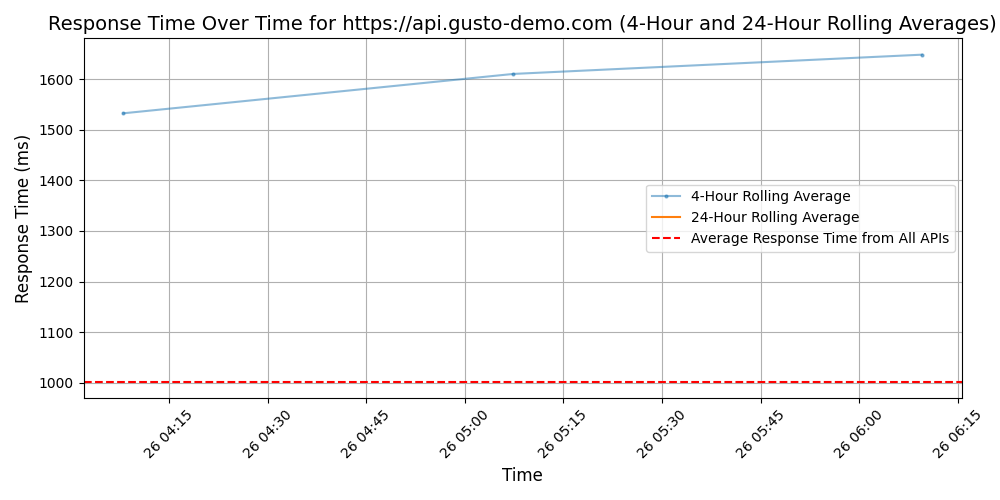 Response Time Over Time for https://api.gusto-demo.com (4-Hour and 24-Hour Rolling Averages)
Response Time (ms)
1600
1500
1400
1300
1200
1100
1000
4-Hour Rolling Average
24-Hour Rolling Average
Average Response Time from All APIs
26 04:15
26 04:30
26 04:45
26 05:00
26 05:15
26 05:30
26 05:45
26 06:00
26 06:15
Time